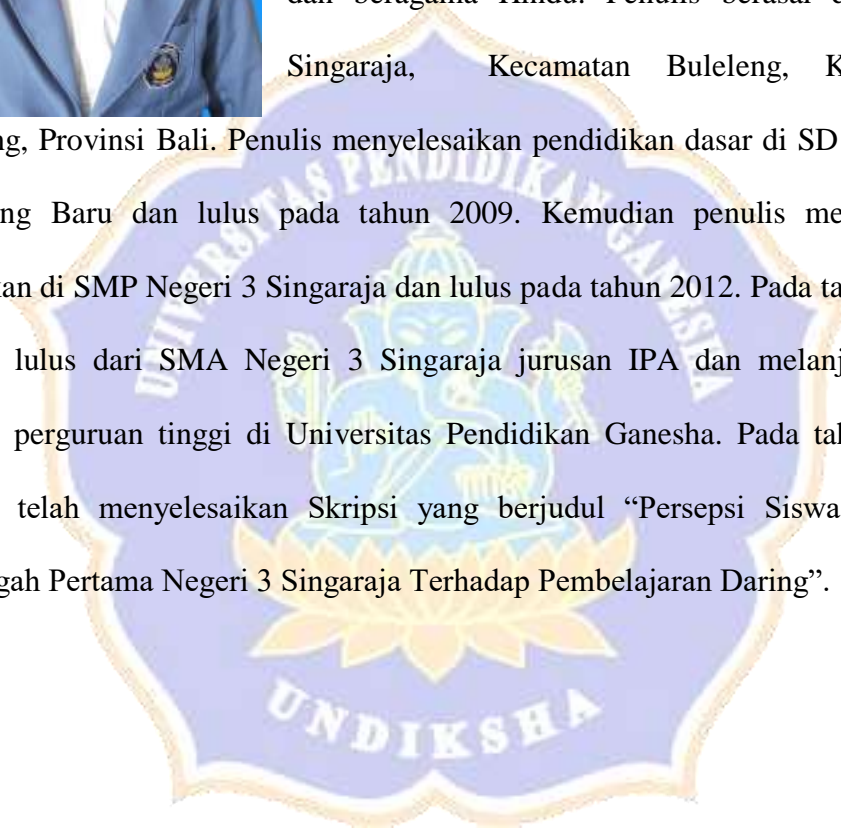 dan beragama Hindu. Penulis berasal d
Singaraja, Kecamatan Buleleng, K
ng, Provinsi Bali. Penulis menyelesaikan pendidikan dasar di SD
ng Baru dan lulus pada tahun 2009. Kemudian penulis me
kan di SMP Negeri 3 Singaraja dan lulus pada tahun 2012. Pada ta
lulus dari SMA Negeri 3 Singaraja jurusan IPA dan melanj
perguruan tinggi di Universitas Pendidikan Ganesha. Pada tah
telah menyelesaikan Skripsi yang berjudul “Persepsi Siswa
gah Pertama Negeri 3 Singaraja Terhadap Pembelajaran Daring”.
UNIVERSITAS PENDIDIKAN GANESHA
UNDIKSHA